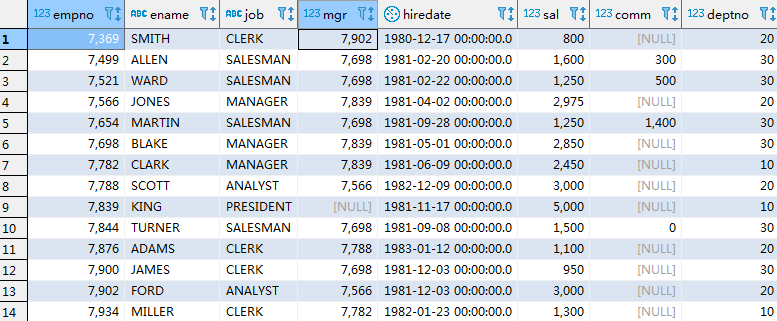 123 empno ABC ename ABC job 123 mgr hiredate 123 sal 123 comm 123 deptno
1 7,369 SMITH CLERK 7,902 1980-12-17 00:00:00.0 800 [NULL] 20
2 7,499 ALLEN SALESMAN 7,698 1981-02-20 00:00:00.0 1,600 300 30
3 7,521 WARD SALESMAN 7,698 1981-02-22 00:00:00.0 1,250 500 30
4 7,566 JONES MANAGER 7,839 1981-04-02 00:00:00.0 2,975 [NULL] 20
5 7,654 MARTIN SALESMAN 7,698 1981-09-28 00:00:00.0 1,250 1,400 30
6 7,698 BLAKE MANAGER 7,839 1981-05-01 00:00:00.0 2,850 [NULL] 30
7 7,782 CLARK MANAGER 7,839 1981-06-09 00:00:00.0 2,450 [NULL] 10
8 7,788 SCOTT ANALYST 7,566 1982-12-09 00:00:00.0 3,000 [NULL] 20
9 7,839 KING PRESIDENT [NULL] 1981-11-17 00:00:00.0 5,000 [NULL] 10
10 7,844 TURNER SALESMAN 7,698 1981-09-08 00:00:00.0 1,500 0 30
11 7,876 ADAMS CLERK 7,788 1983-01-12 00:00:00.0 1,100 [NULL] 20
12 7,900 JAMES CLERK 7,698 1981-12-03 00:00:00.0 950 [NULL] 30
13 7,902 FORD ANALYST 7,566 1981-12-03 00:00:00.0 3,000 [NULL] 20
14 7,934 MILLER CLERK 7,782 1982-01-23 00:00:00.0 1,300 [NULL] 10